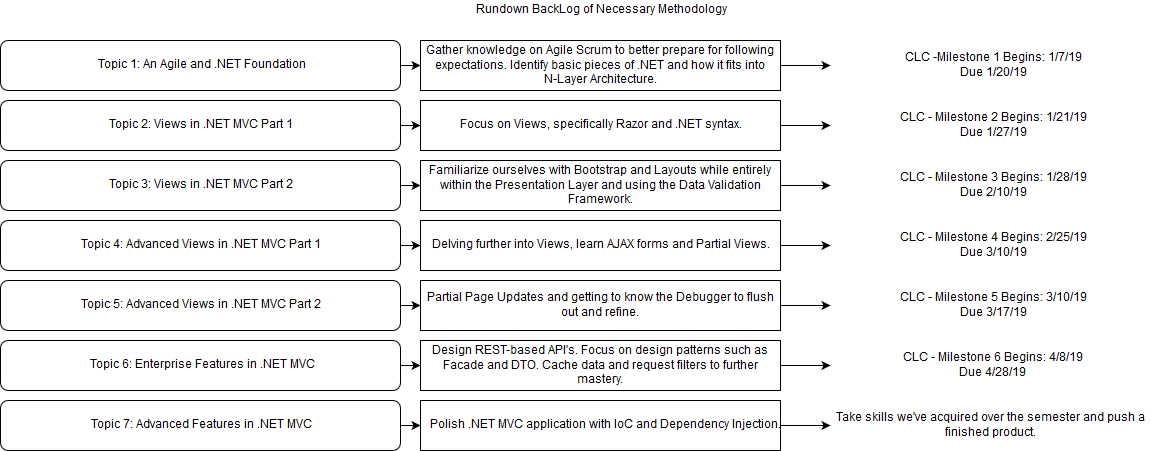 Rundown BackLog of Necessary Methodology
Topic 1: An Agile and .NET Foundation
Gather knowledge on Agile Scrum to better prepare for following
expectations. Identify basic pieces of .NET and how it fits into
N-Layer Architecture.
CLC -Milestone 1 Begins: 1/7/19
Due 1/20/19
Topic 2: Views in .NET MVC Part 1
Focus on Views, specifically Razor and .NET syntax.
CLC - Milestone 2 Begins: 1/21/19
Due 1/27/19
Topic 3: Views in .NET MVC Part 2
Familiarize ourselves with Bootstrap and Layouts while entirely
within the Presentation Layer and using the Data Validation
Framework.
CLC - Milestone 3 Begins: 1/28/19
Due 2/10/19
Topic 4: Advanced Views in .NET MVC Part 1
Delving further into Views, learn AJAX forms and Partial Views.
CLC - Milestone 4 Begins: 2/25/19
Due 3/10/19
Topic 5: Advanced Views in .NET MVC Part 2
Partial Page Updates and getting to know the Debugger to flush
out and refine.
CLC - Milestone 5 Begins: 3/10/19
Due 3/17/19
Topic 6: Enterprise Features in .NET MVC
Design REST-based API's. Focus on design patterns such as
Facade and DTO. Cache data and request filters to further
mastery.
CLC - Milestone 6 Begins: 4/8/19
Due 4/28/19
Topic 7: Advanced Features in .NET MVC
Polish .NET MVC application with IoC and Dependency Injection.
Take skills we've acquired over the semester and push a
finished product.